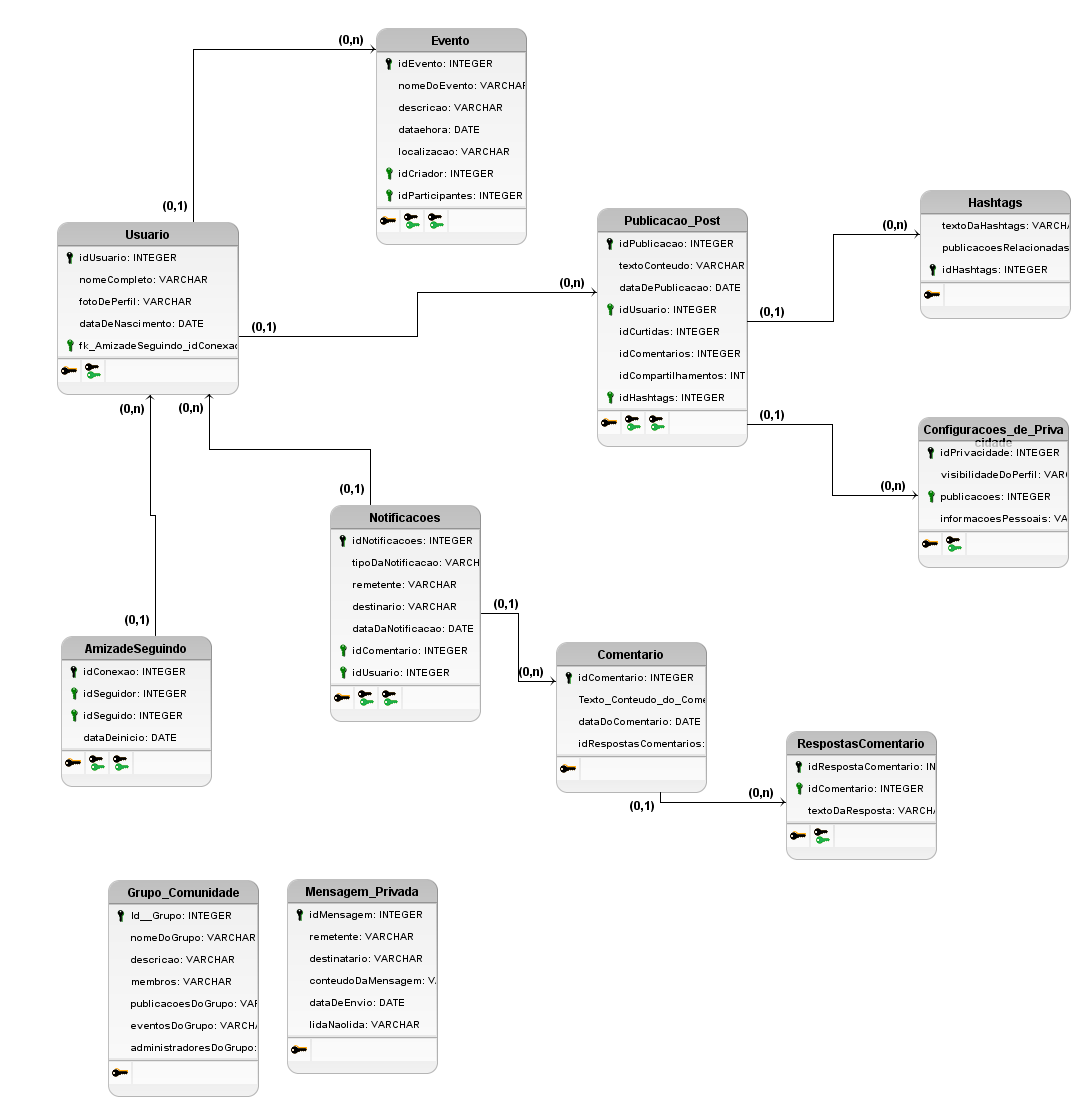 (0,n)
Evento
idEvento: INTEGER
nomeDoEvento: VARCHAR
descricao: VARCHAR
dataehora: DATE
localizacao: VARCHAR
idCriador: INTEGER
idParticipantes: INTEGER
(0,1)
Usuario
idUsuario: INTEGER
nomeCompleto: VARCHAR
fotoDePerfil: VARCHAR
dataDeNascimento: DATE
fk_AmizadeSeguindo_idConexao
(0,1)
(0,n)
Publicacao_Post
idPublicacao: INTEGER
textoConteudo: VARCHAR
dataDePublicacao: DATE
idUsuario: INTEGER
idCurtidas: INTEGER
idComentarios: INTEGER
idCompartilhamentos: INT
idHashtags: INTEGER
(0,1)
(0,n)
Hashtags
textoDaHashtags: VARCHA
publicacoesRelacionadas
idHashtags: INTEGER
(0,1)
(0,n)
Configuracoes_de_Priva
cidade
idPrivacidade: INTEGER
visibilidadeDoPerfil: VAR
publicacoes: INTEGER
informacoesPessoais: VA
(0,n)
(0,n)
(0,1)
Notificacoes
idNotificacoes: INTEGER
tipoDaNotificacao: VARCH
remetente: VARCHAR
destinario: VARCHAR
dataDaNotificacao: DATE
idComentario: INTEGER
idUsuario: INTEGER
(0,1)
(0,n)
(0,1)
AmizadeSeguindo
idConexao: INTEGER
idSeguidor: INTEGER
idSeguido: INTEGER
dataDeinicio: DATE
Comentario
idComentario: INTEGER
Texto_Conteudo_do_Come
dataDoComentario: DATE
idRespostasComentarios:
(0,1)
(0,n)
RespostasComentario
idRespostaComentario: IN
idComentario: INTEGER
textoDaResposta: VARCHA
Grupo_Comunidade
Id__Grupo: INTEGER
nomeDoGrupo: VARCHAR
descricao: VARCHAR
membros: VARCHAR
publicacoesDoGrupo: VAR
eventosDoGrupo: VARCHA
administradoresDoGrupo:
Mensagem_Privada
idMensagem: INTEGER
remetente: VARCHAR
destinatario: VARCHAR
conteudoDaMensagem: V
dataDeEnvio: DATE
lidaNaolida: VARCHAR